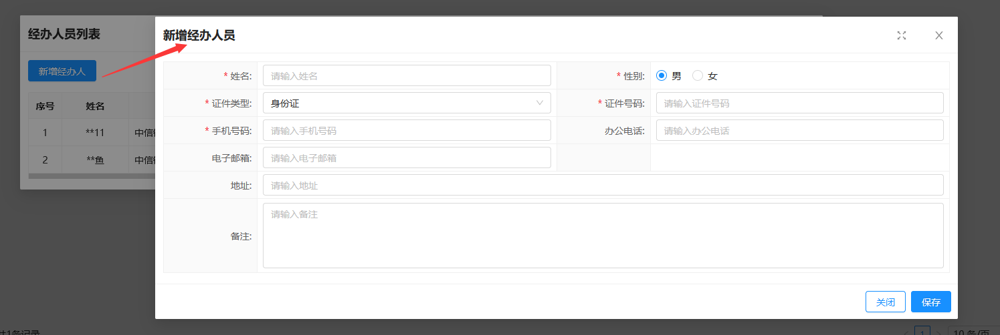 经办人员列表
新增经办人
序号 姓名
1 **11 中信
2 **鱼 中信
新增经办人员
* 姓名: 请输入姓名 * 性别: 男 女
* 证件类型: 身份证 * 证件号码: 请输入证件号码
* 手机号码: 请输入手机号码 办公电话: 请输入办公电话
电子邮箱: 请输入电子邮箱
地址: 请输入地址
备注: 请输入备注
关闭 保存
1条记录 1 10 条/页